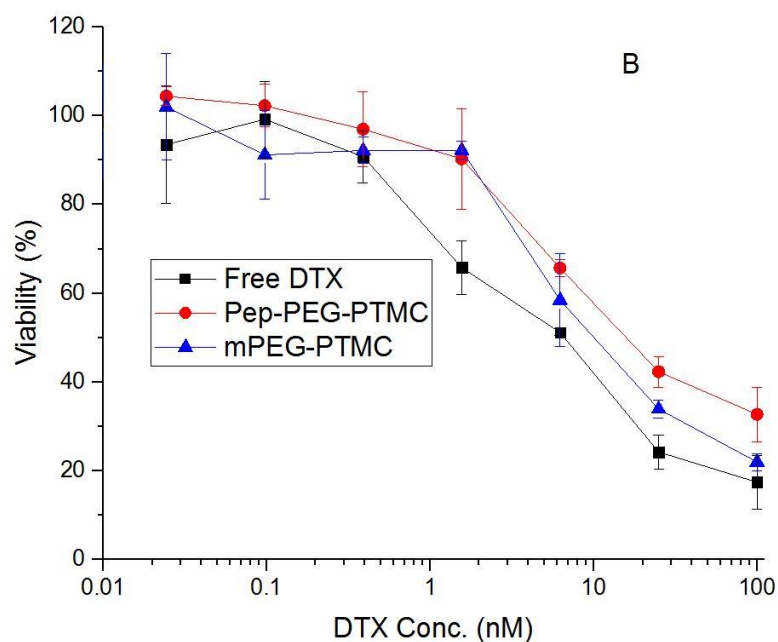 120
B
100
80
60
40
20
0
Viability (%)
Free DTX
Pep-PEG-PTMC
mPEG-PTMC
0.01
0.1
1
10
100
DTX Conc. (nM)